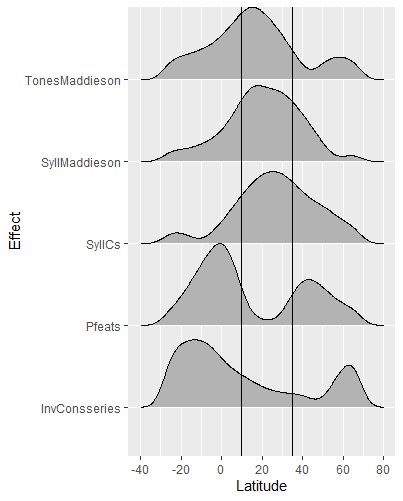 TonesMaddieson
SyllMaddieson
SyllCs
Pfeats
InvConsseries
Effect
-40 -20 0 20 40 60 80
Latitude